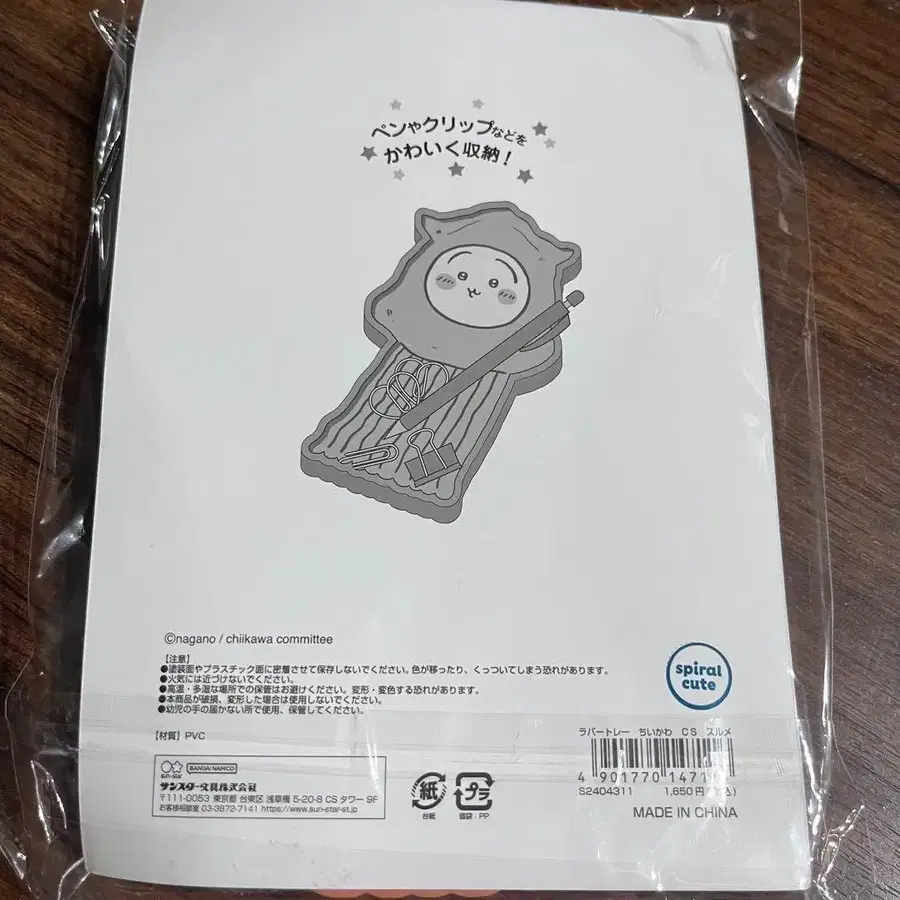 ペンやクリップなどを
かわいく収納!
©nagano / chiikawa committee
【注意】
●塗装面やプラスチック面に密着させて保存しないでください。色が移ったり、くっついてしまう恐れがあります。
●火気には近づけないでください。
●高温・多湿な場所での保管はお避けください。変形・変色する恐れがあります。
●本商品が破損、変形した場合は使用しないでください。
●幼児の手の届かない所で使用、保管してください。
spiral
cute
【材質】PVC
ラバートレー ちいかわ CS スルメ
4 901770 147
S2404311 1,650円
MADE IN CHINA
sun-star BANDAI NAMCO
サンスター文具株式会社
〒111-0053 東京都 台東区 浅草橋 5-20-8 CS タワー 9F
お客様相談室 03-3872-7141 https://www.sun-star-st.jp
紙
台紙
プラ
個袋:PP